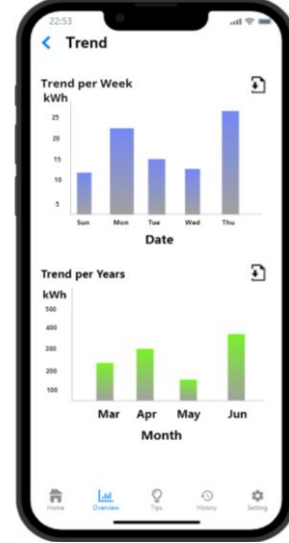 22:53
Trend
Trend per Week
kWh
25
20
15
10
5
Sun Mon Tue Wed Thu
Date
Trend per Years
kWh
500
400
300
200
100
Mar Apr May Jun
Month
Home Overview Tips History Setting